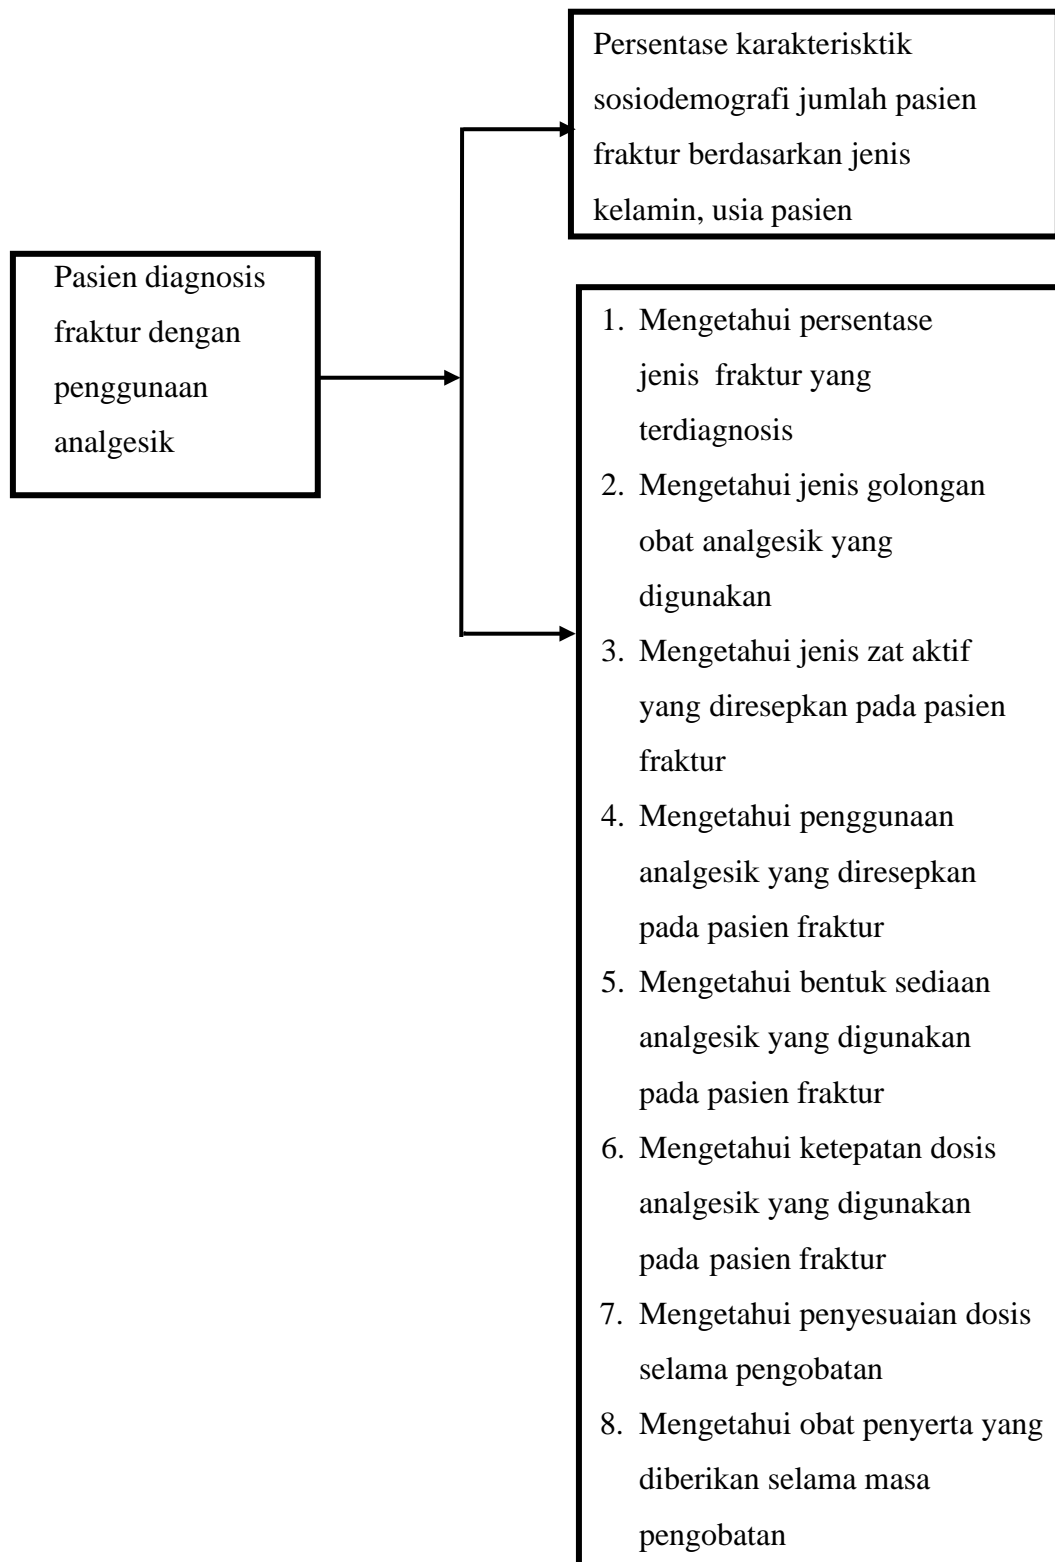 Persentase karakterisktik
sosiodemografi jumlah pasien
fraktur berdasarkan jenis
kelamin, usia pasien
Pasien diagnosis
fraktur dengan
penggunaan
analgesik
1. Mengetahui persentase
jenis fraktur yang
terdiagnosis
2. Mengetahui jenis golongan
obat analgesik yang
digunakan
3. Mengetahui jenis zat aktif
yang diresepkan pada pasien
fraktur
4. Mengetahui penggunaan
analgesik yang diresepkan
pada pasien fraktur
5. Mengetahui bentuk sediaan
analgesik yang digunakan
pada pasien fraktur
6. Mengetahui ketepatan dosis
analgesik yang digunakan
pada pasien fraktur
7. Mengetahui penyesuaian dosis
selama pengobatan
8. Mengetahui obat penyerta yang
diberikan selama masa
pengobatan